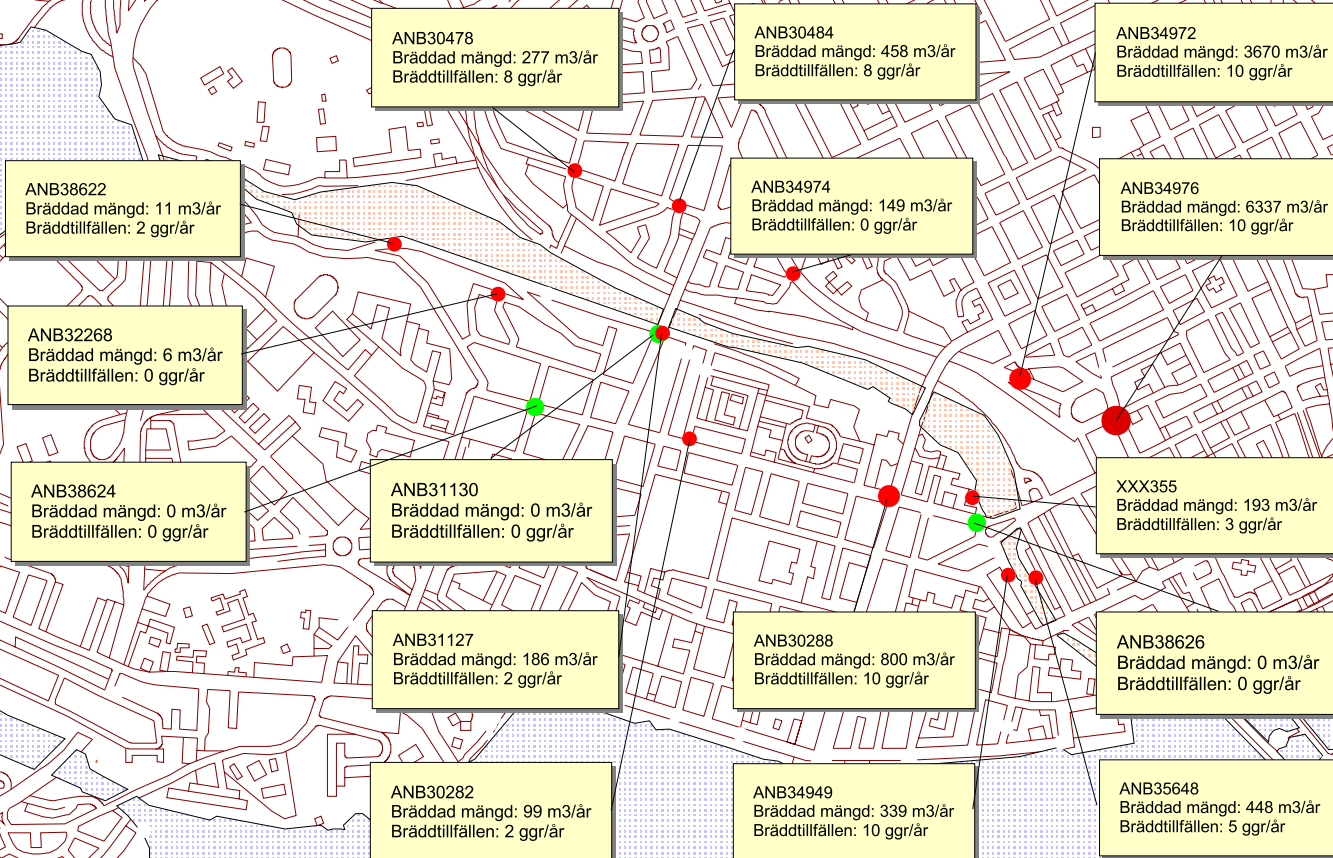 ANB30478
Bräddad mängd: 277 m3/år
Bräddtillfällen: 8 ggr/år
ANB30484
Bräddad mängd: 458 m3/år
Bräddtillfällen: 8 ggr/år
ANB34972
Bräddad mängd: 3670 m3/år
Bräddtillfällen: 10 ggr/år
ANB38622
Bräddad mängd: 11 m3/år
Bräddtillfällen: 2 ggr/år
ANB34974
Bräddad mängd: 149 m3/år
Bräddtillfällen: 0 ggr/år
ANB34976
Bräddad mängd: 6337 m3/år
Bräddtillfällen: 10 ggr/år
ANB32268
Bräddad mängd: 6 m3/år
Bräddtillfällen: 0 ggr/år
ANB38624
Bräddad mängd: 0 m3/år
Bräddtillfällen: 0 ggr/år
ANB31130
Bräddad mängd: 0 m3/år
Bräddtillfällen: 0 ggr/år
XXX355
Bräddad mängd: 193 m3/år
Bräddtillfällen: 3 ggr/år
ANB31127
Bräddad mängd: 186 m3/år
Bräddtillfällen: 2 ggr/år
ANB30288
Bräddad mängd: 800 m3/år
Bräddtillfällen: 10 ggr/år
ANB38626
Bräddad mängd: 0 m3/år
Bräddtillfällen: 0 ggr/år
ANB30282
Bräddad mängd: 99 m3/år
Bräddtillfällen: 2 ggr/år
ANB34949
Bräddad mängd: 339 m3/år
Bräddtillfällen: 10 ggr/år
ANB35648
Bräddad mängd: 448 m3/år
Bräddtillfällen: 5 ggr/år